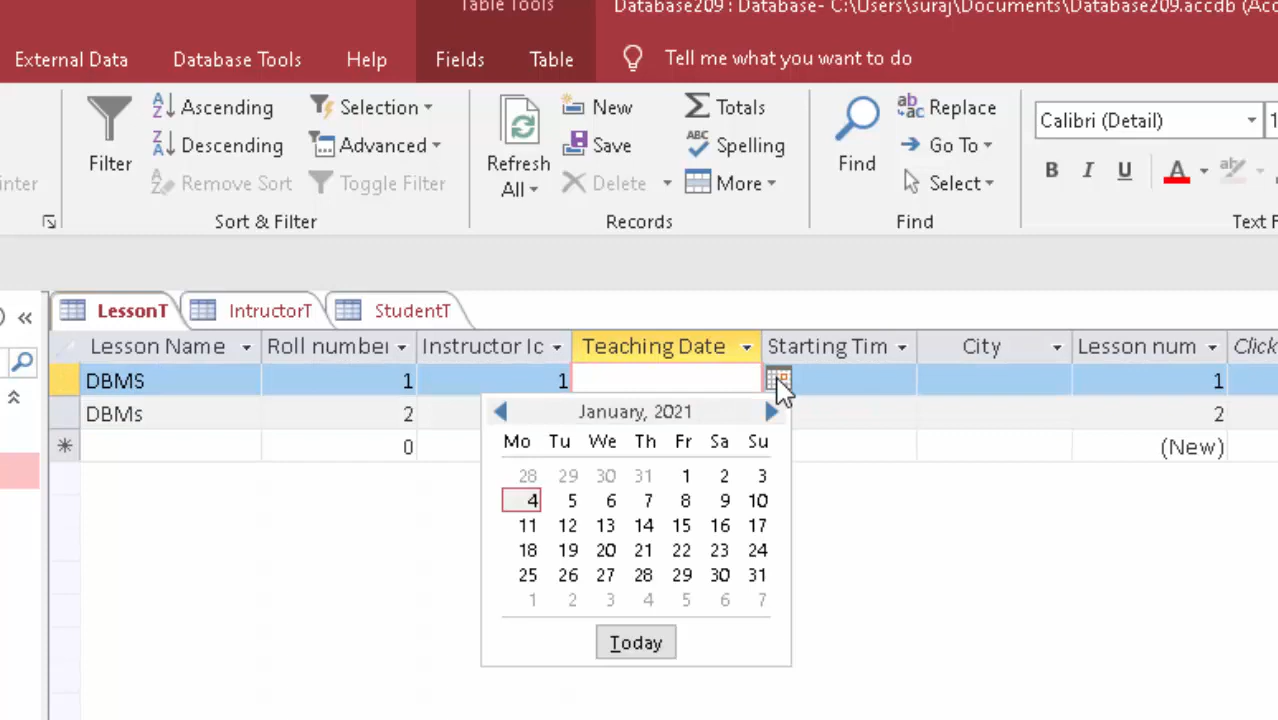 Table Tools
Database209 : Database- C:\Users\suraj\Documents\Database209.accdb (Acc
External Data Database Tools Help Fields Table Tell me what you want to do
Filter
Ascending
Descending
Remove Sort
Selection
Advanced
Toggle Filter
Sort & Filter
Refresh
All
New
Save
Delete
Totals
Spelling
More
Records
Find
Replace
Go To
Select
Find
Calibri (Detail)
B I U A
Text F
LessonT IntructorT StudentT
Lesson Name Roll number Instructor Ic Teaching Date Starting Tim City Lesson num Click
DBMS 1 1 1
DBMs 2 2
0 (New)
January, 2021
Mo Tu We Th Fr Sa Su
28 29 30 31 1 2 3
4 5 6 7 8 9 10
11 12 13 14 15 16 17
18 19 20 21 22 23 24
25 26 27 28 29 30 31
1 2 3 4 5 6 7
Today